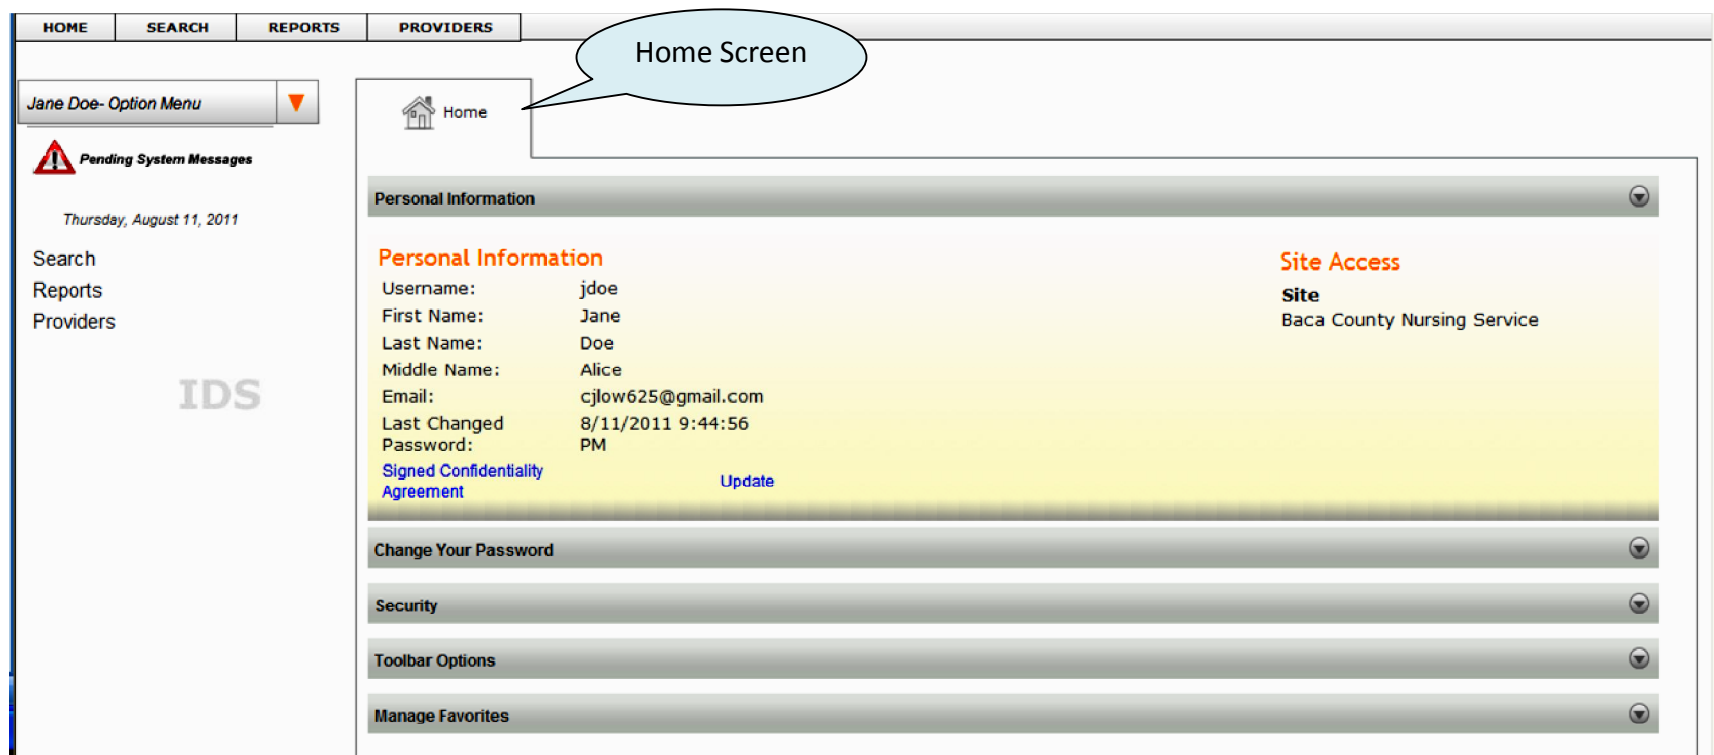 HOME SEARCH REPORTS PROVIDERS
Home Screen
Jane Doe- Option Menu
Home
Pending System Messages
Thursday, August 11, 2011
Search
Reports
Providers
IDS
Personal Information
Personal Information
Username: jdoe
First Name: Jane
Last Name: Doe
Middle Name: Alice
Email: cjlow625@gmail.com
Last Changed 8/11/2011 9:44:56
Password: PM
Signed Confidentiality
Agreement
Update
Site Access
Site
Baca County Nursing Service
Change Your Password
Security
Toolbar Options
Manage Favorites